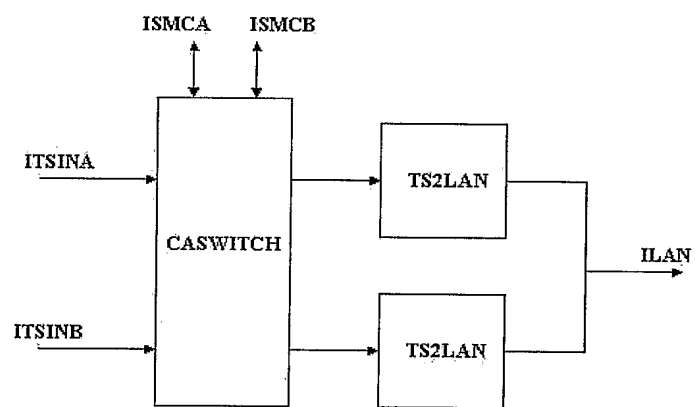 ISMCA
ISMCB
ITSINA
TS2LAN
CASWITCH
ILAN
ITSINB
TS2LAN